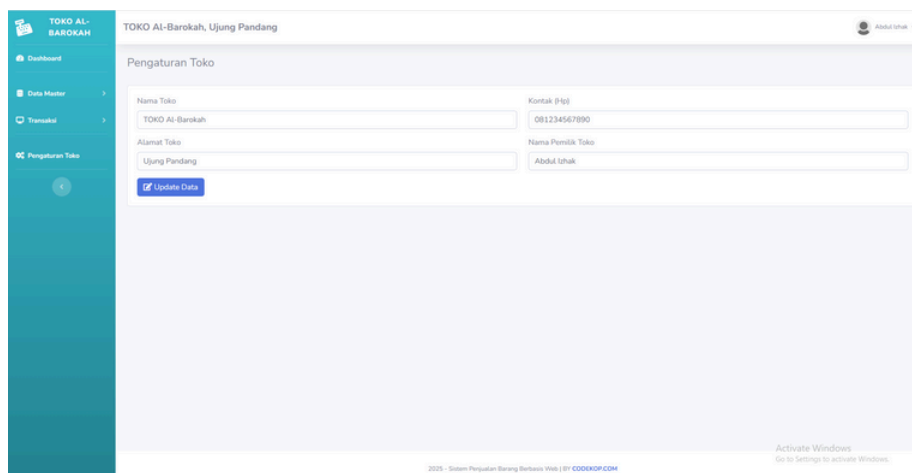 TOKO AL-
BAROKAH
TOKO Al-Barokah, Ujung Pandang
Abdul Izhak
Dashboard
Data Master
Transaksi
Pengaturan Toko
Pengaturan Toko
Nama Toko
Kontak (Hp)
TOKO Al-Barokah
081234567890
Alamat Toko
Nama Pemilik Toko
Ujung Pandang
Abdul Izhak
Update Data
Activate Windows
Go to Settings to activate Windows.
2025 - Sistem Penjualan Barang Berbasis Web | BY CODEKOP.COM